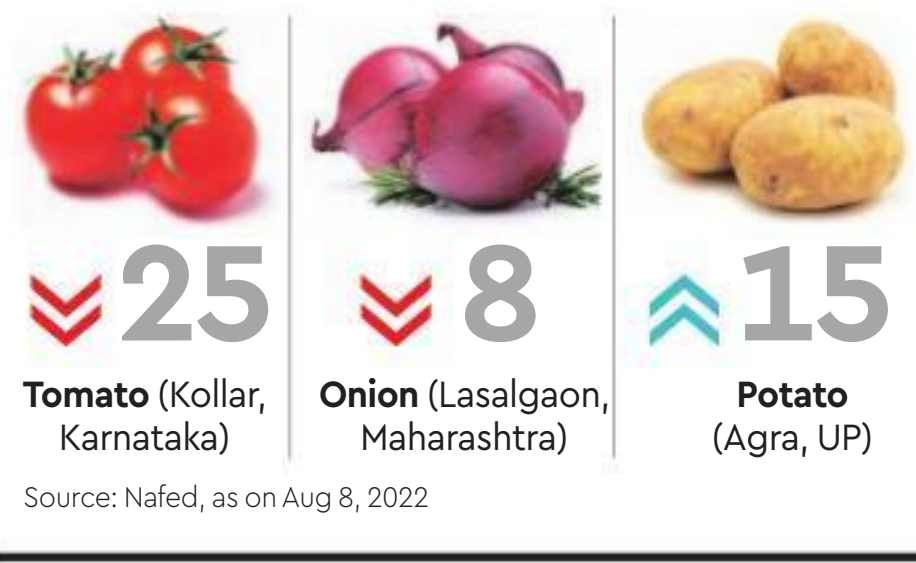 25
8
15
Tomato (Kollar,
Karnataka)
Onion (Lasalgaon,
Maharashtra)
Potato
(Agra, UP)
Source: Nafed, as on Aug 8, 2022